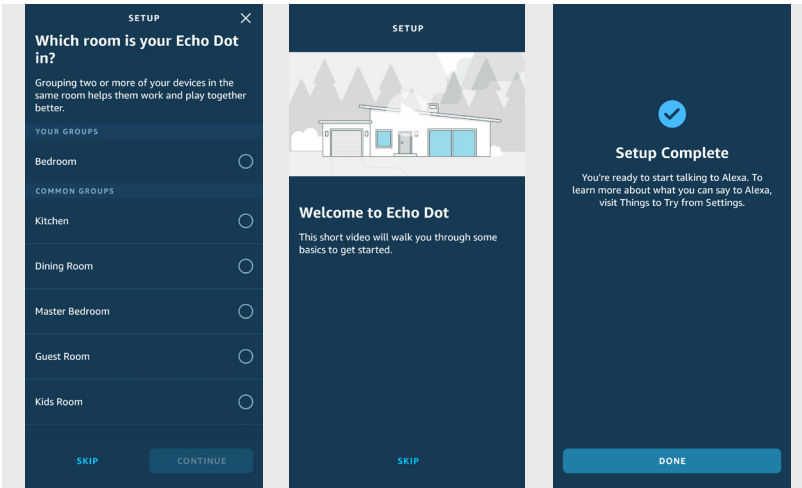 SETUP
Which room is your Echo Dot
in?
Grouping two or more of your devices in the
same room helps them work and play together
better.
YOUR GROUPS
Bedroom
COMMON GROUPS
Kitchen
Dining Room
Master Bedroom
Guest Room
Kids Room
SKIP
CONTINUE
SETUP
Welcome to Echo Dot
This short video will walk you through some
basics to get started.
SKIP
Setup Complete
You're ready to start talking to Alexa. To
learn more about what you can say to Alexa,
visit Things to Try from Settings.
DONE